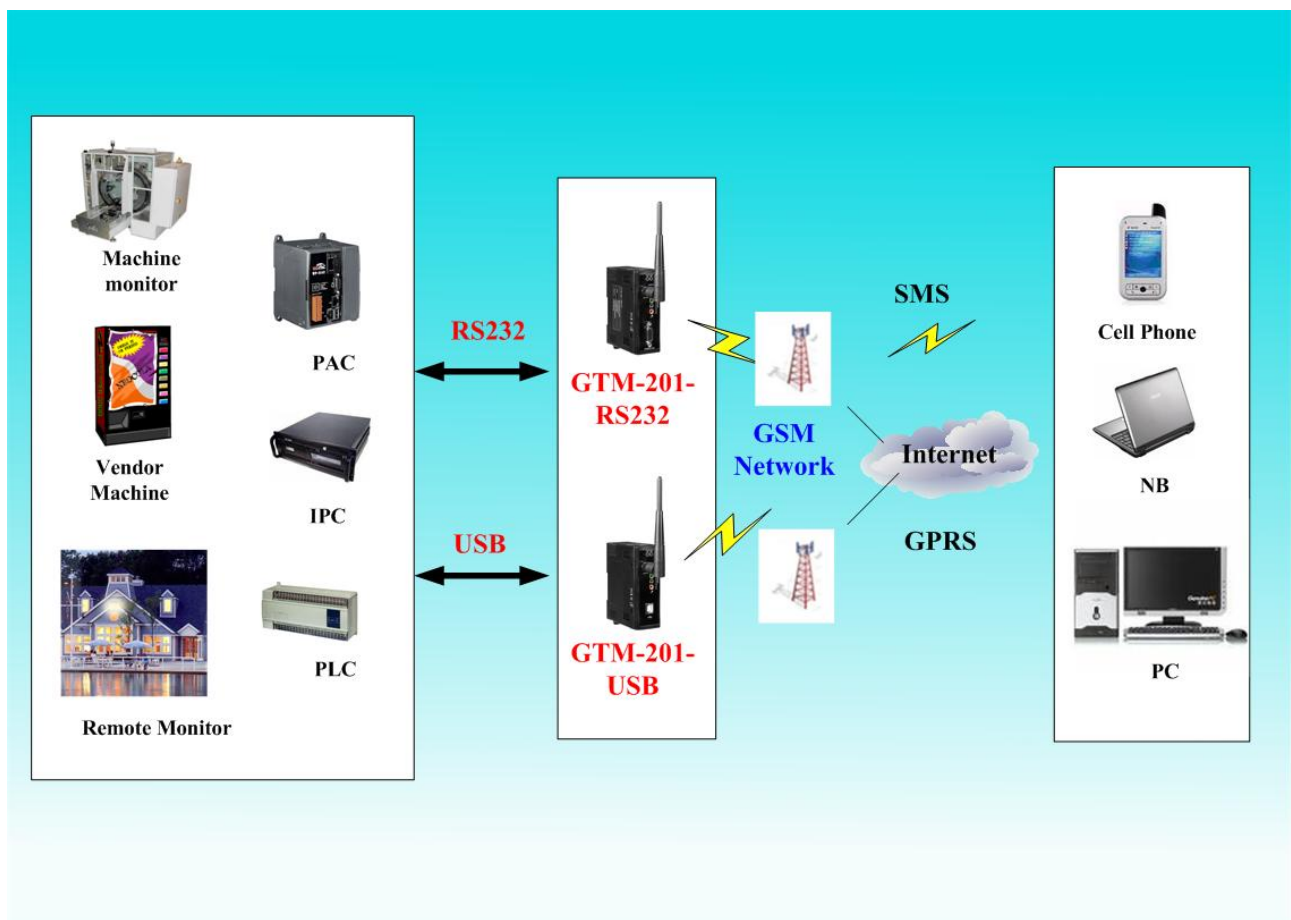 Machine
monitor
PAC
Vendor
Machine
IPC
Remote Monitor
PLC
RS232
USB
GTM-201-
RS232
GTM-201-
USB
GSM
Network
SMS
Internet
GPRS
Cell Phone
NB
PC